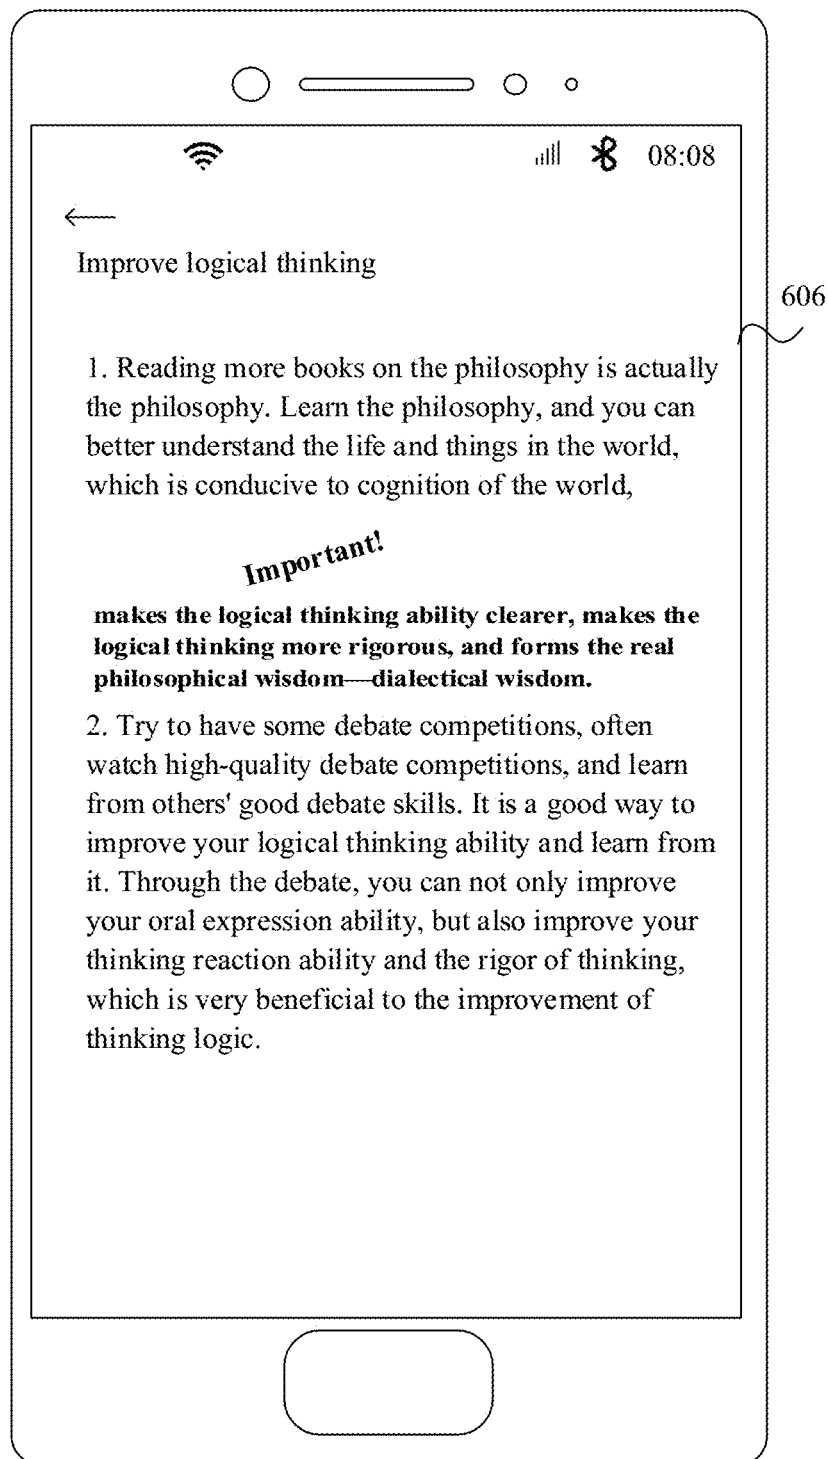 08:08
Improve logical thinking
606
1. Reading more books on the philosophy is actually
the philosophy. Learn the philosophy, and you can
better understand the life and things in the world,
which is conducive to cognition of the world,
Important!
makes the logical thinking ability clearer, makes the
logical thinking more rigorous, and forms the real
philosophical wisdom—dialectical wisdom.
2. Try to have some debate competitions, often
watch high-quality debate competitions, and learn
from others' good debate skills. It is a good way to
improve your logical thinking ability and learn from
it. Through the debate, you can not only improve
your oral expression ability, but also improve your
thinking reaction ability and the rigor of thinking,
which is very beneficial to the improvement of
thinking logic.